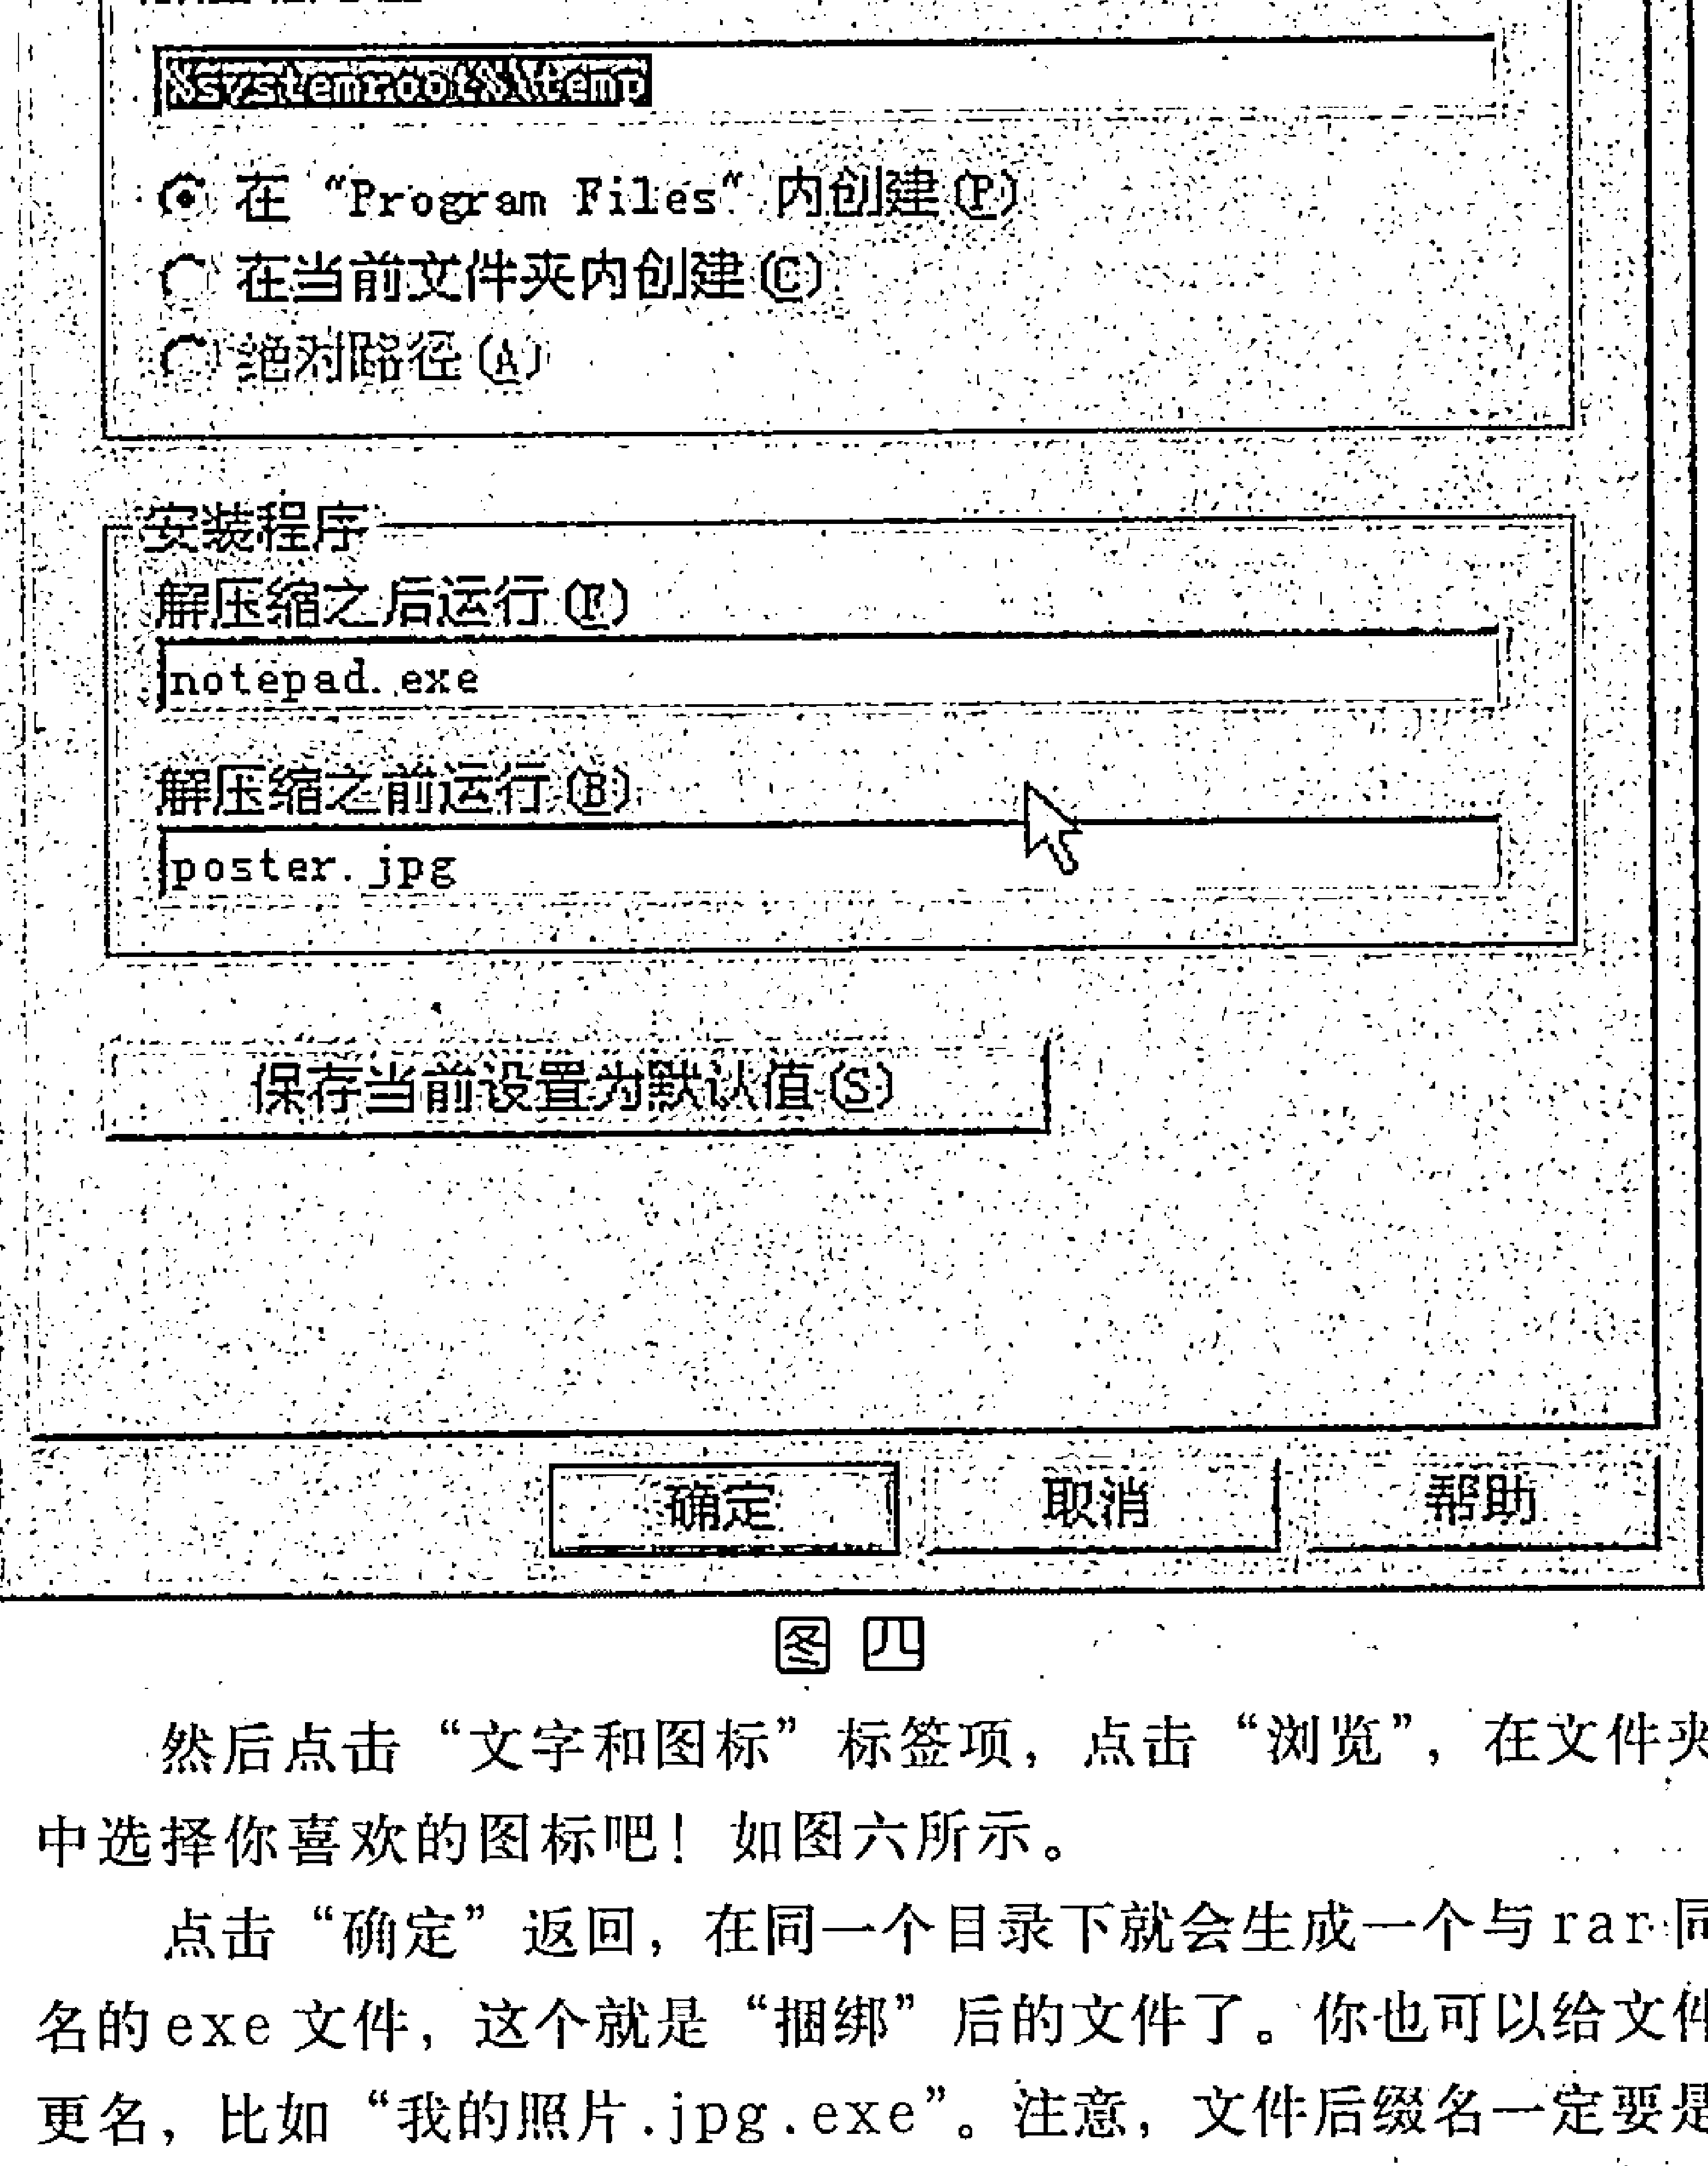 %systemroot%\temp
在 "Program Files" 内创建(P)
在当前文件夹内创建(C)
绝对路径(A)
安装程序
解压缩之后运行(F)
notepad.exe
解压缩之前运行(B)
poster.jpg
保存当前设置为默认值(S)
确定 取消 帮助
图 四
然后点击“文字和图标”标签项，点击“浏览”，在文件夹
中选择你喜欢的图标吧！如图六所示。
点击“确定”返回，在同一个目录下就会生成一个与rar同
名的exe文件，这个就是“捆绑”后的文件了。你也可以给文件
更名，比如“我的照片.jpg.exe”。注意，文件后缀名一定要是